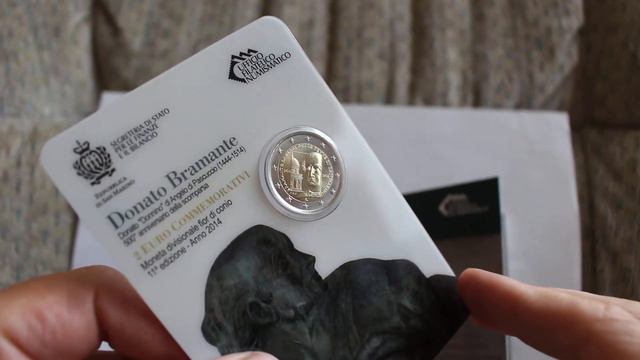 UFFICIO
FILATELICO
NUMISMATICO
SEGRETERIA DI STATO
PER LE FINANZE
E IL BILANCIO
REPUBBLICA
DI SAN MARINO
Donato Bramante
Donato "Donnino" di Angelo di Pascuccio (1444-1514)
500° anniversario della scomparsa
2 EURO COMMEMORATIVI
Moneta divisionale fior di conio
11ª edizione - Anno 2014